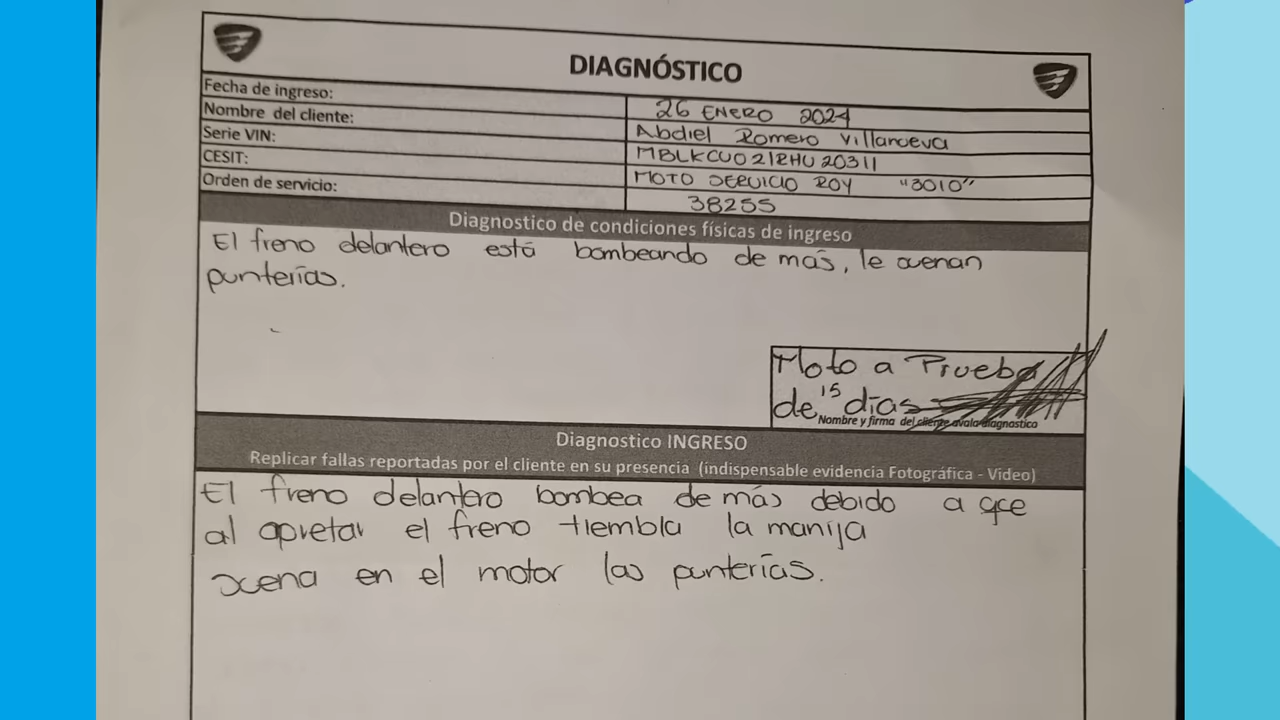 DIAGNÓSTICO
Fecha de ingreso: 26 ENERO 2024
Nombre del cliente: Abdiel Romero Villanueva
Serie VIN: MBLKCU021RHU20311
CESIT: MOTO SERVICIO ROY "3010"
Orden de servicio: 38255
Diagnostico de condiciones físicas de ingreso
El freno delantero está bombeando de más, le suenan
punterías.
Moto a Prueba
de 15 días
Nombre y firma del cliente avala diagnostico
Diagnostico INGRESO
Replicar fallas reportadas por el cliente en su presencia (indispensable evidencia Fotográfica - Video)
El freno delantero bombea de más debido a que
al apretar el freno tiembla la manija
suena en el motor las punterías.